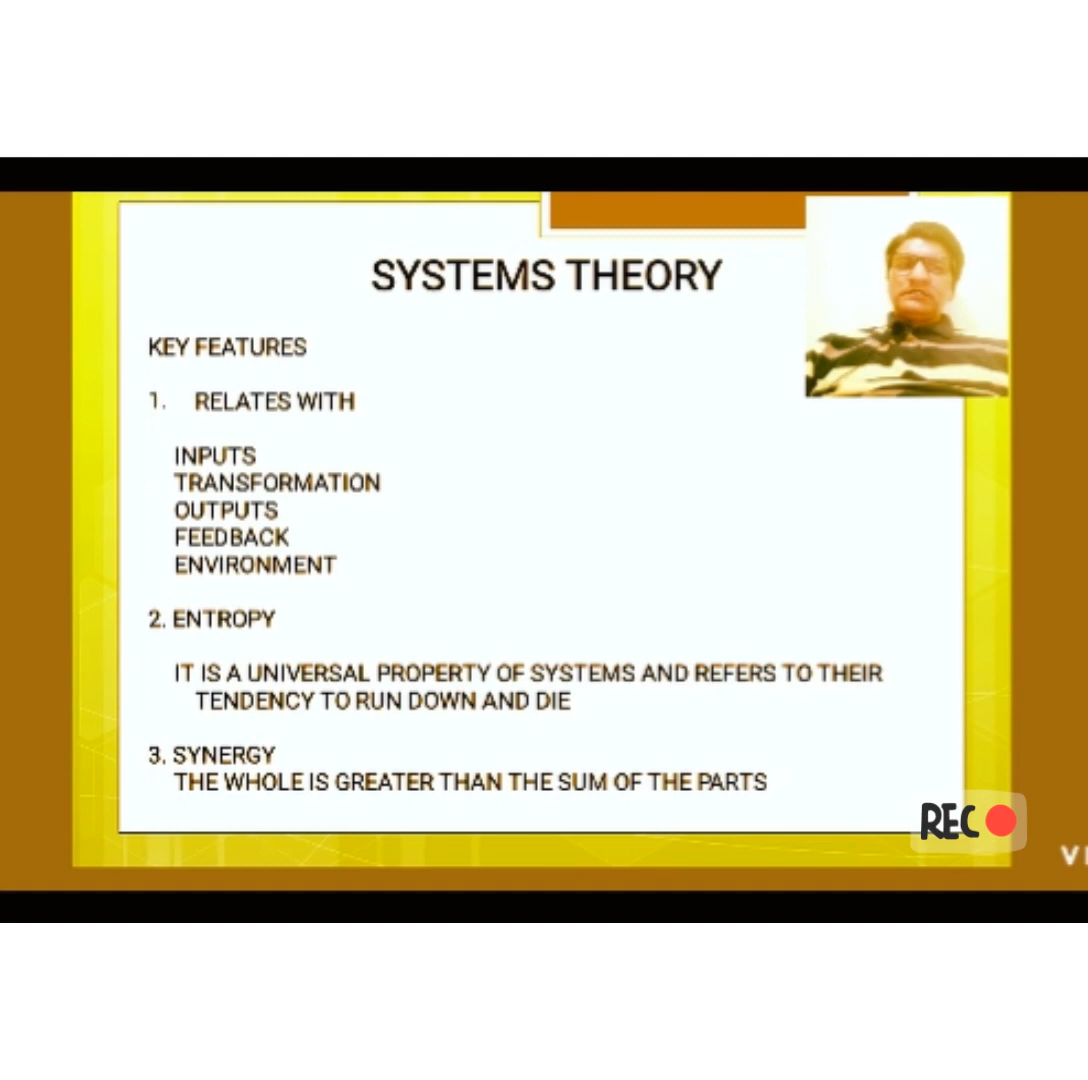 SYSTEMS THEORY
KEY FEATURES
1. RELATES WITH
INPUTS
TRANSFORMATION
OUTPUTS
FEEDBACK
ENVIRONMENT
2. ENTROPY
IT IS A UNIVERSAL PROPERTY OF SYSTEMS AND REFERS TO THEIR
TENDENCY TO RUN DOWN AND DIE
3. SYNERGY
THE WHOLE IS GREATER THAN THE SUM OF THE PARTS
REC